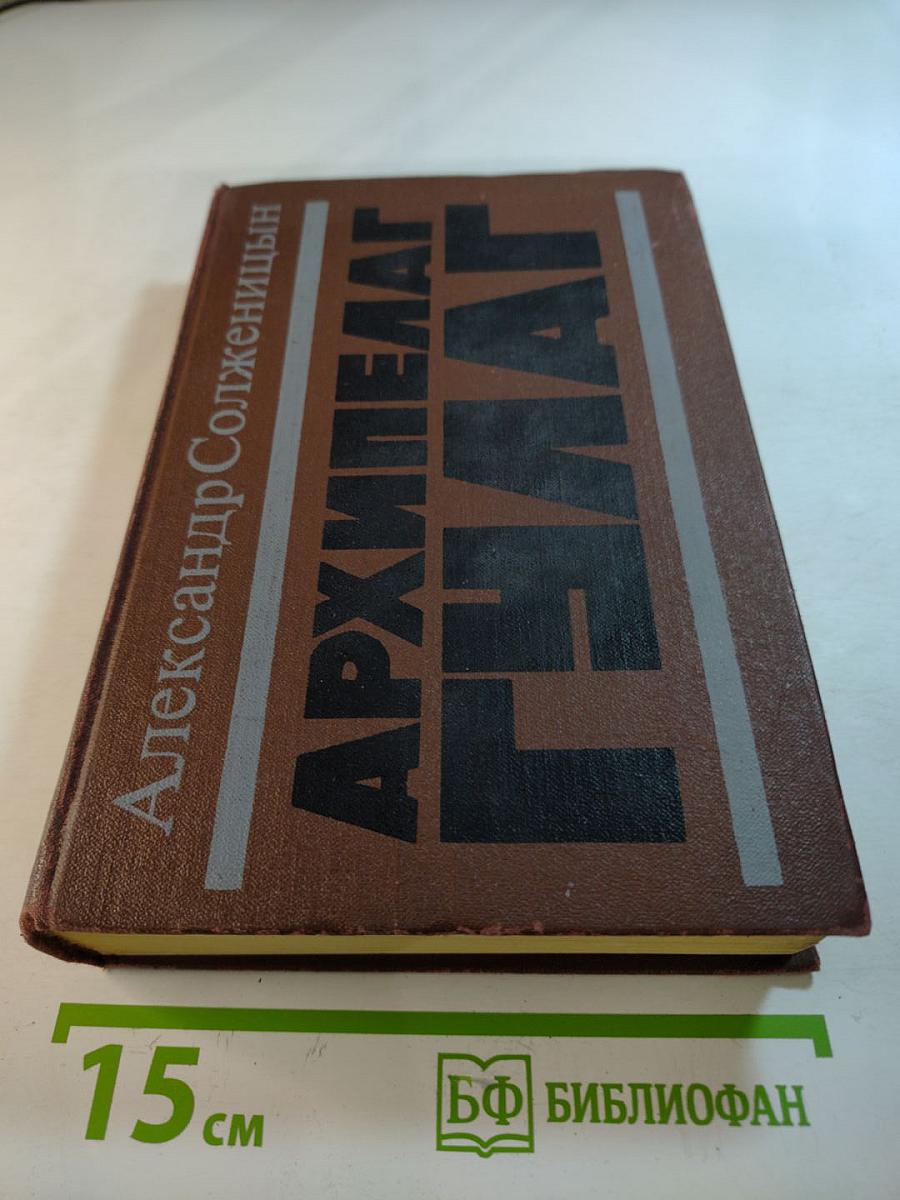 Александр Солженицын
АРХИПЕЛАГ
ГУЛАГ
15 см
БФ БИБЛИОФАН